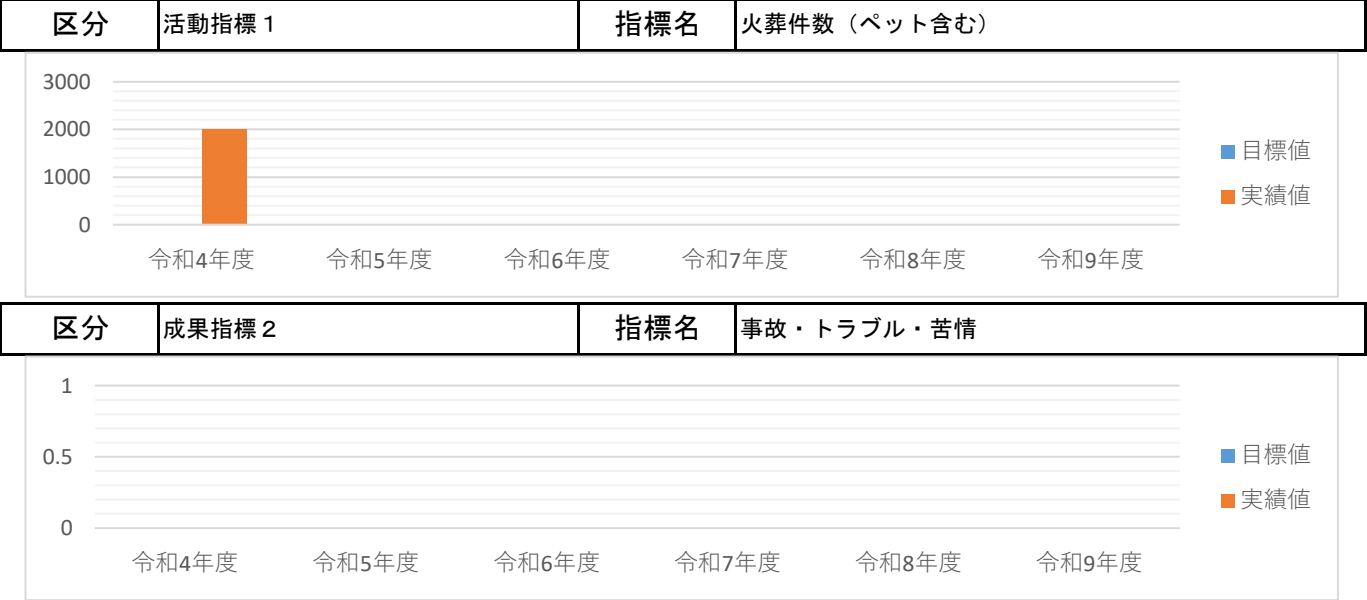 区分 活動指標１ 指標名 火葬件数（ペット含む）
3000
2000
1000
0
令和4年度 令和5年度 令和6年度 令和7年度 令和8年度 令和9年度
目標値
実績値
区分 成果指標２ 指標名 事故・トラブル・苦情
1
0.5
0
令和4年度 令和5年度 令和6年度 令和7年度 令和8年度 令和9年度
目標値
実績値